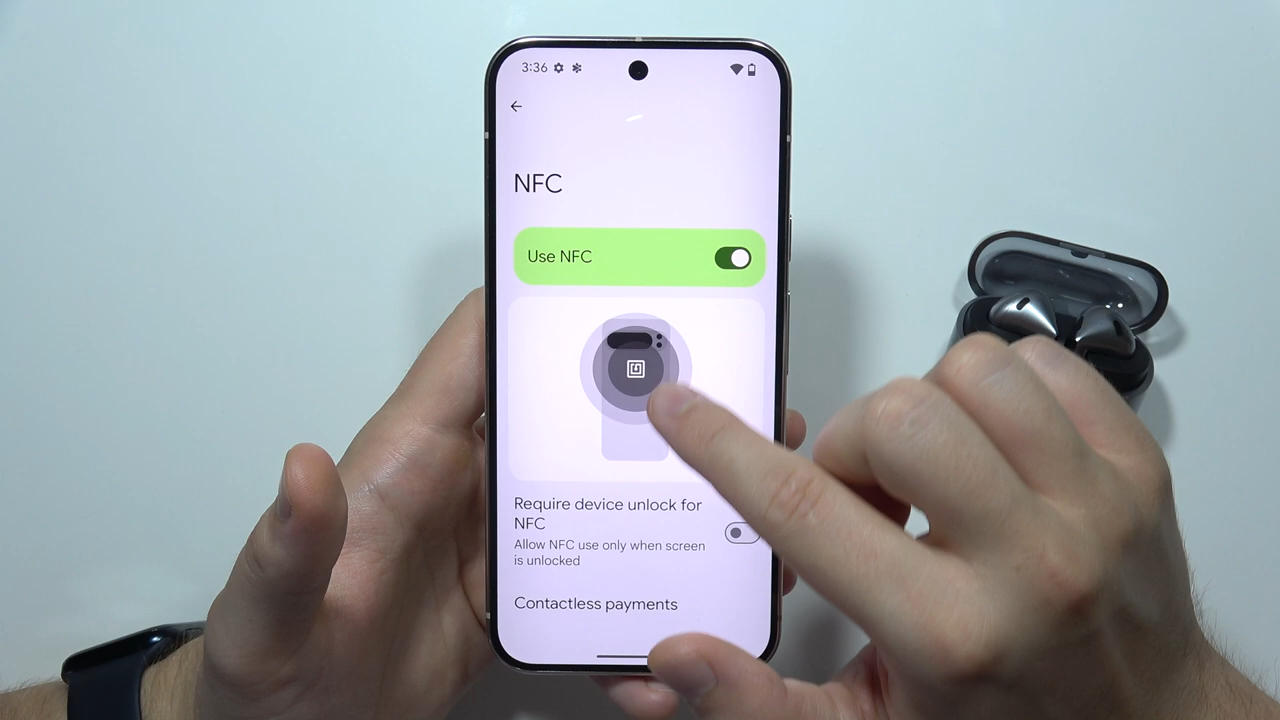 3:36
NFC
Use NFC
Require device unlock for
NFC
Allow NFC use only when screen
is unlocked
Contactless payments